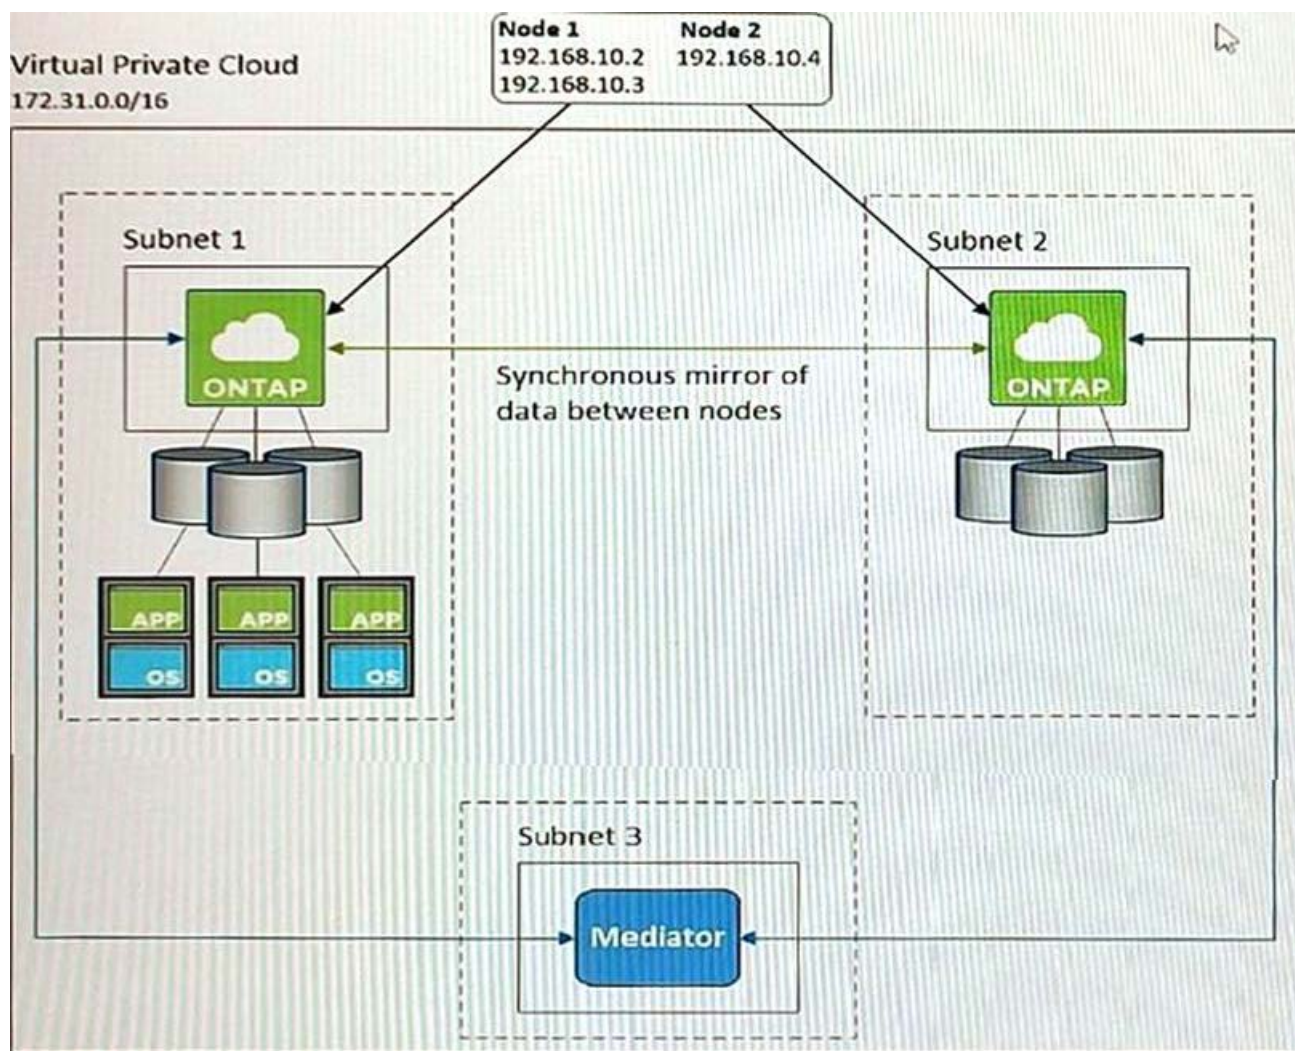 Node 1 Node 2
192.168.10.2 192.168.10.4
192.168.10.3
Virtual Private Cloud
172.31.0.0/16
Subnet 1
Subnet 2
ONTAP
ONTAP
Synchronous mirror of
data between nodes
APP APP APP
OS OS OS
Subnet 3
Mediator